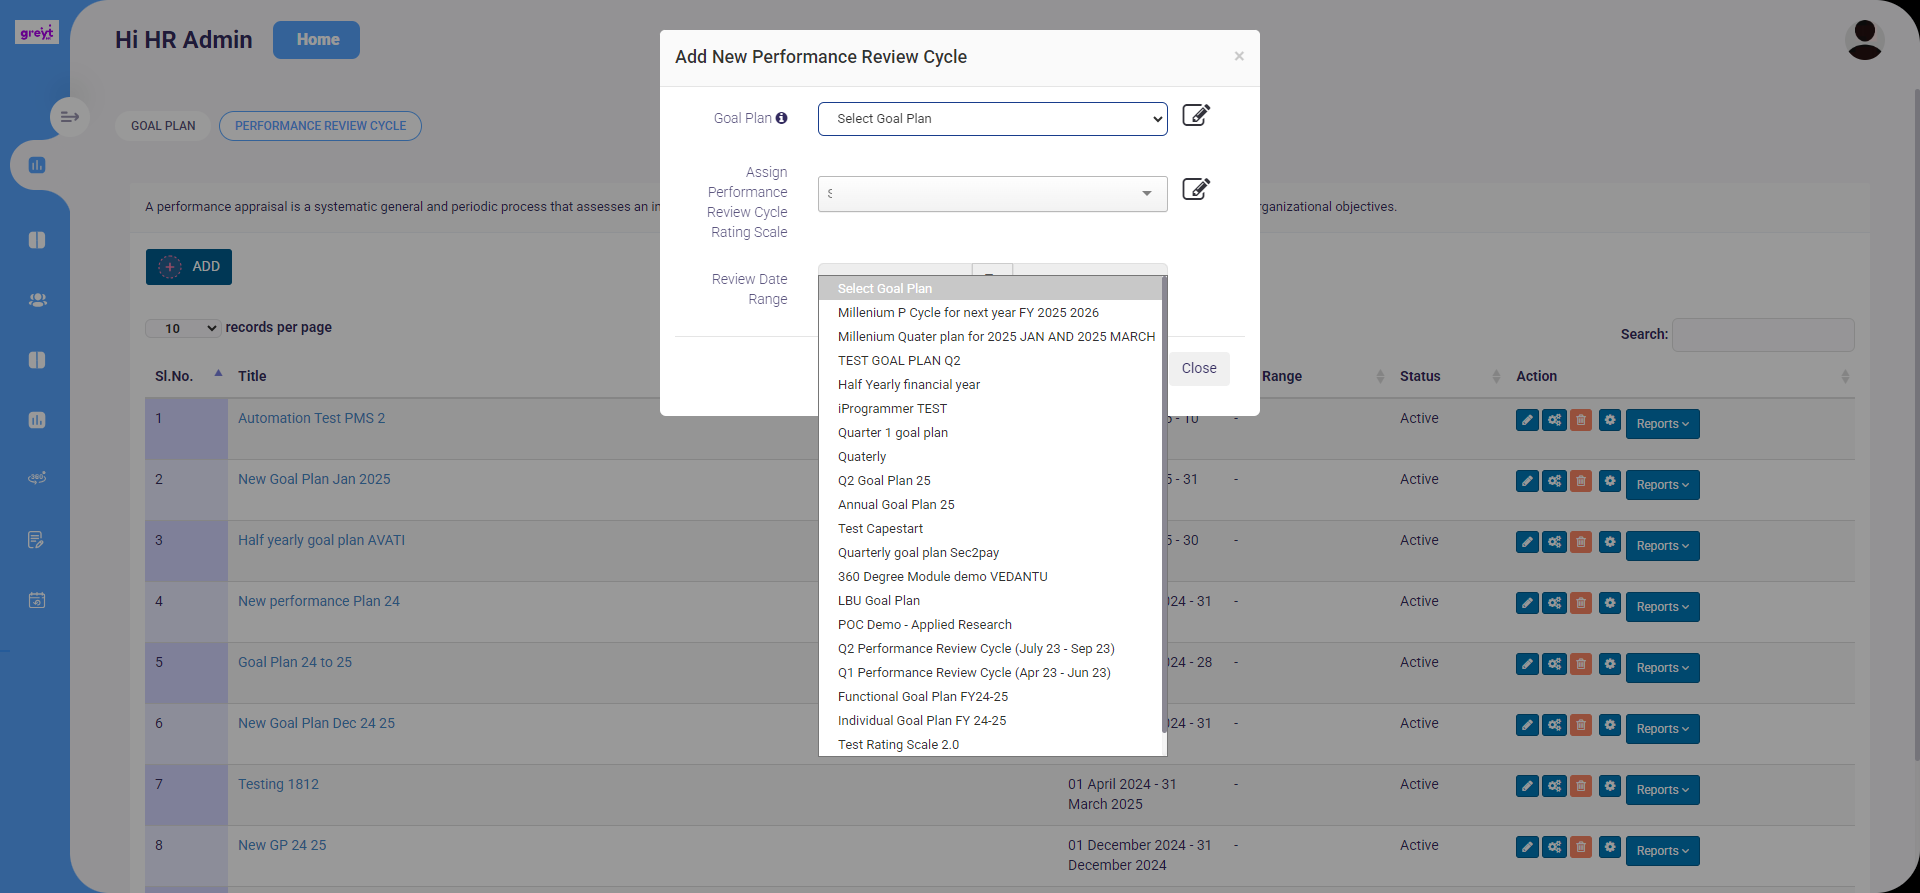 greyt
Hi HR Admin
Home
GOAL PLAN
PERFORMANCE REVIEW CYCLE
Add New Performance Review Cycle
×
Goal Plan
Select Goal Plan
Assign
Performance
Review Cycle
Rating Scale
Review Date
Range
Close
A performance appraisal is a systematic general and periodic process that assesses an
organizational objectives.
ADD
10 records per page
Search:
Sl.No. Title Range Status Action
Select Goal Plan
Millenium P Cycle for next year FY 2025 2026
Millenium Quater plan for 2025 JAN AND 2025 MARCH
TEST GOAL PLAN Q2
Half Yearly financial year
iProgrammer TEST
Quarter 1 goal plan
Quaterly
Q2 Goal Plan 25
Annual Goal Plan 25
Test Capestart
Quarterly goal plan Sec2pay
360 Degree Module demo VEDANTU
LBU Goal Plan
POC Demo - Applied Research
Q2 Performance Review Cycle (July 23 - Sep 23)
Q1 Performance Review Cycle (Apr 23 - Jun 23)
Functional Goal Plan FY24-25
Individual Goal Plan FY 24-25
Test Rating Scale 2.0
1 Automation Test PMS 2 - 10 - Active Reports
2 New Goal Plan Jan 2025 - 31 - Active Reports
3 Half yearly goal plan AVATI - 30 - Active Reports
4 New performance Plan 24 24 - 31 - Active Reports
5 Goal Plan 24 to 25 24 - 28 - Active Reports
6 New Goal Plan Dec 24 25 24 - 31 - Active Reports
7 Testing 1812 01 April 2024 - 31 - Active Reports
March 2025
8 New GP 24 25 01 December 2024 - 31 - Active Reports
December 2024